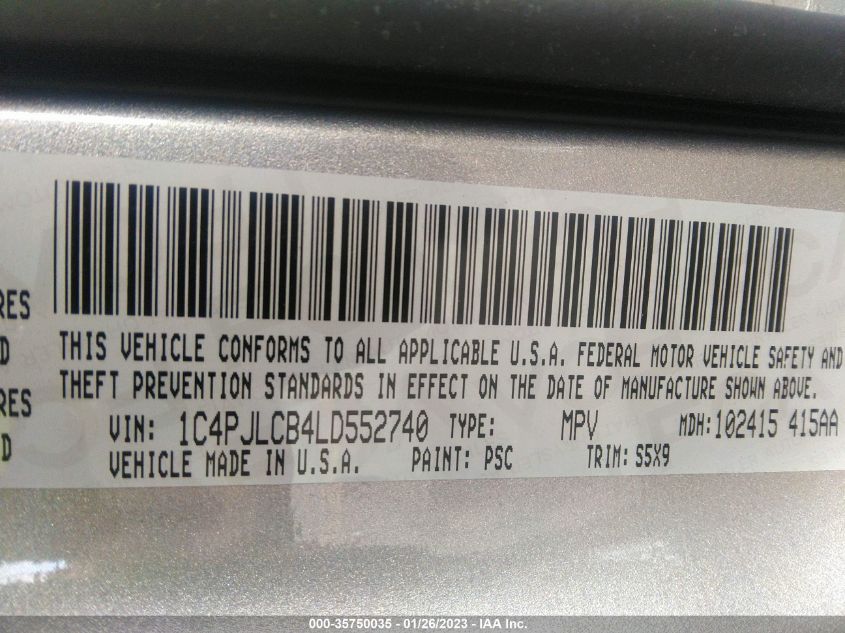 RES
D
RES
D
THIS VEHICLE CONFORMS TO ALL APPLICABLE U.S.A. FEDERAL MOTOR VEHICLE SAFETY AND
THEFT PREVENTION STANDARDS IN EFFECT ON THE DATE OF MANUFACTURE SHOWN ABOVE.
VIN: 1C4PJLCB4LD552740 TYPE: MPV MDH:102415 415AA
VEHICLE MADE IN U.S.A. PAINT: PSC TRIM: S5X9
000-35750035 - 01/26/2023 - IAA Inc.